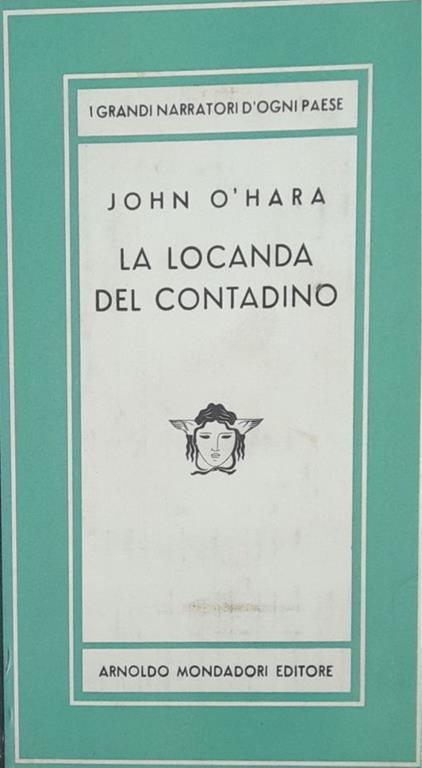 I GRANDI NARRATORI D'OGNI PAESE
JOHN O'HARA
LA LOCANDA
DEL CONTADINO
ARNOLDO MONDADORI EDITORE